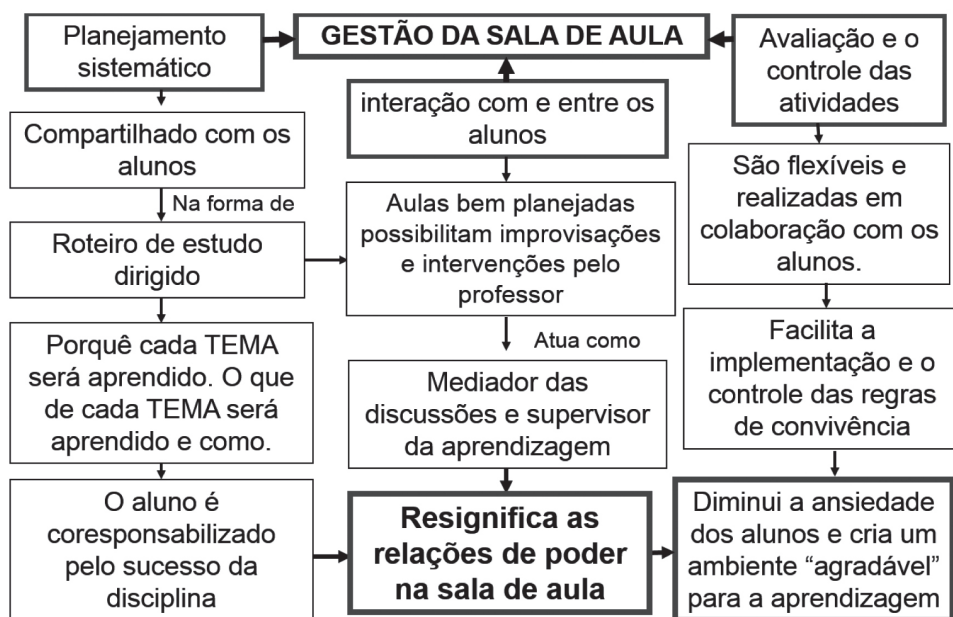 Planejamento
sistemático
GESTÃO DA SALA DE AULA
Avaliação e o
controle das
atividades
Compartilhado com os
alunos
Na forma de
Roteiro de estudo
dirigido
Porquê cada TEMA
será aprendido. O que
de cada TEMA será
aprendido e como.
O aluno é
coresponsabilizado
pelo sucesso da
disciplina
interação com e entre os
alunos
Aulas bem planejadas
possibilitam improvisações
e intervenções pelo
professor
Atua como
Mediador das
discussões e supervisor
da aprendizagem
Resignifica as
relações de poder
na sala de aula
São flexíveis e
realizadas em
colaboração com os
alunos.
Facilita a
implementação e o
controle das regras
de convivência
Diminui a ansiedade
dos alunos e cria um
ambiente “agradável”
para a aprendizagem